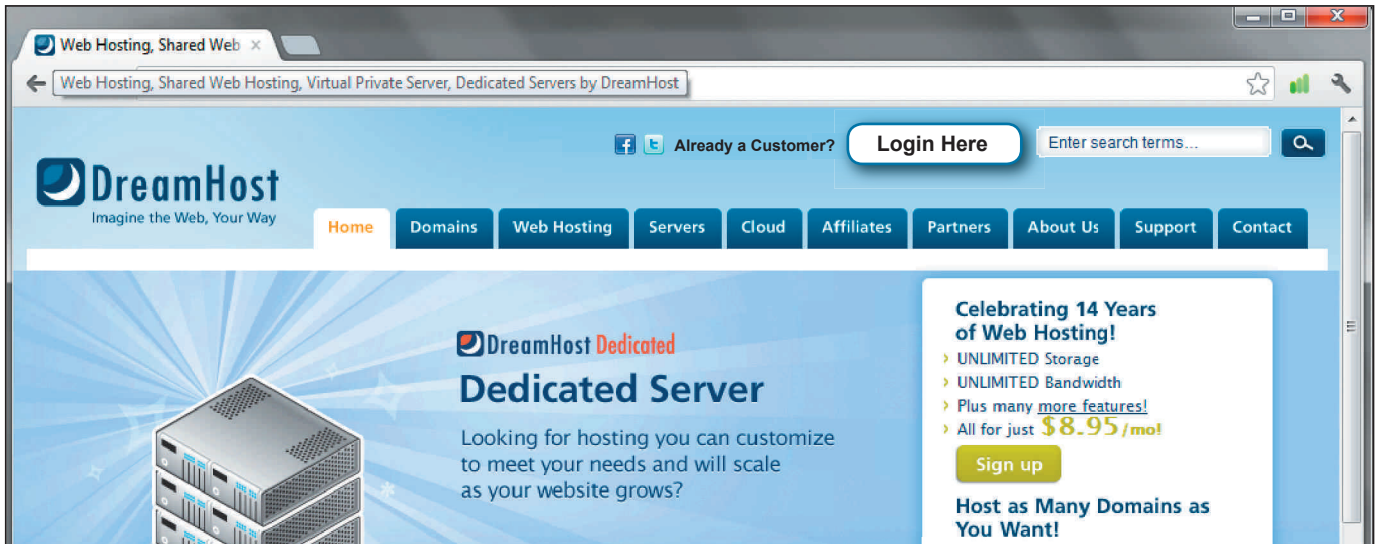 Web Hosting, Shared Web
Web Hosting, Shared Web Hosting, Virtual Private Server, Dedicated Servers by DreamHost
Already a Customer? Login Here Enter search terms...
DreamHost
Imagine the Web, Your Way
Home Domains Web Hosting Servers Cloud Affiliates Partners About Us Support Contact
DreamHost Dedicated
Dedicated Server
Looking for hosting you can customize
to meet your needs and will scale
as your website grows?
Celebrating 14 Years
of Web Hosting!
UNLIMITED Storage
UNLIMITED Bandwidth
Plus many more features!
All for just $8.95/mo!
Sign up
Host as Many Domains as
You Want!